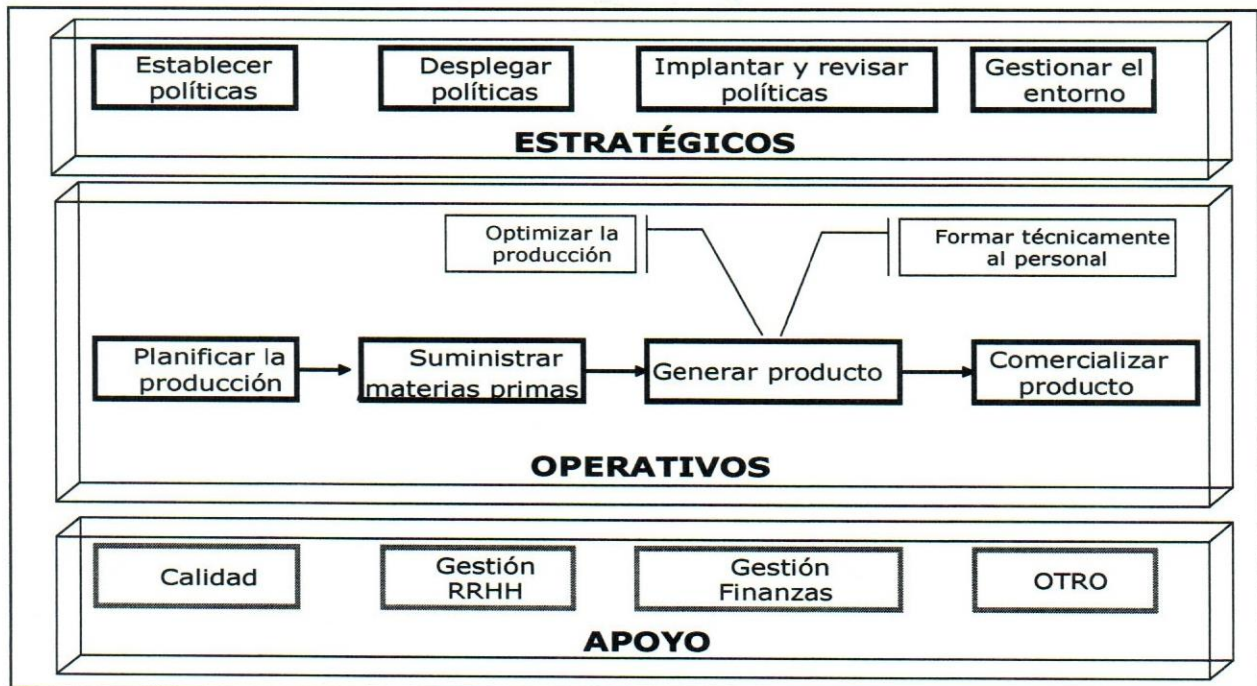 Establecer
políticas
Desplegar
políticas
Implantar y revisar
políticas
Gestionar el
entorno
ESTRATÉGICOS
Optimizar la
producción
Formar técnicamente
al personal
Planificar la
producción
Suministrar
materias primas
Generar producto
Comercializar
producto
OPERATIVOS
Calidad
Gestión
RRHH
Gestión
Finanzas
OTRO
APOYO